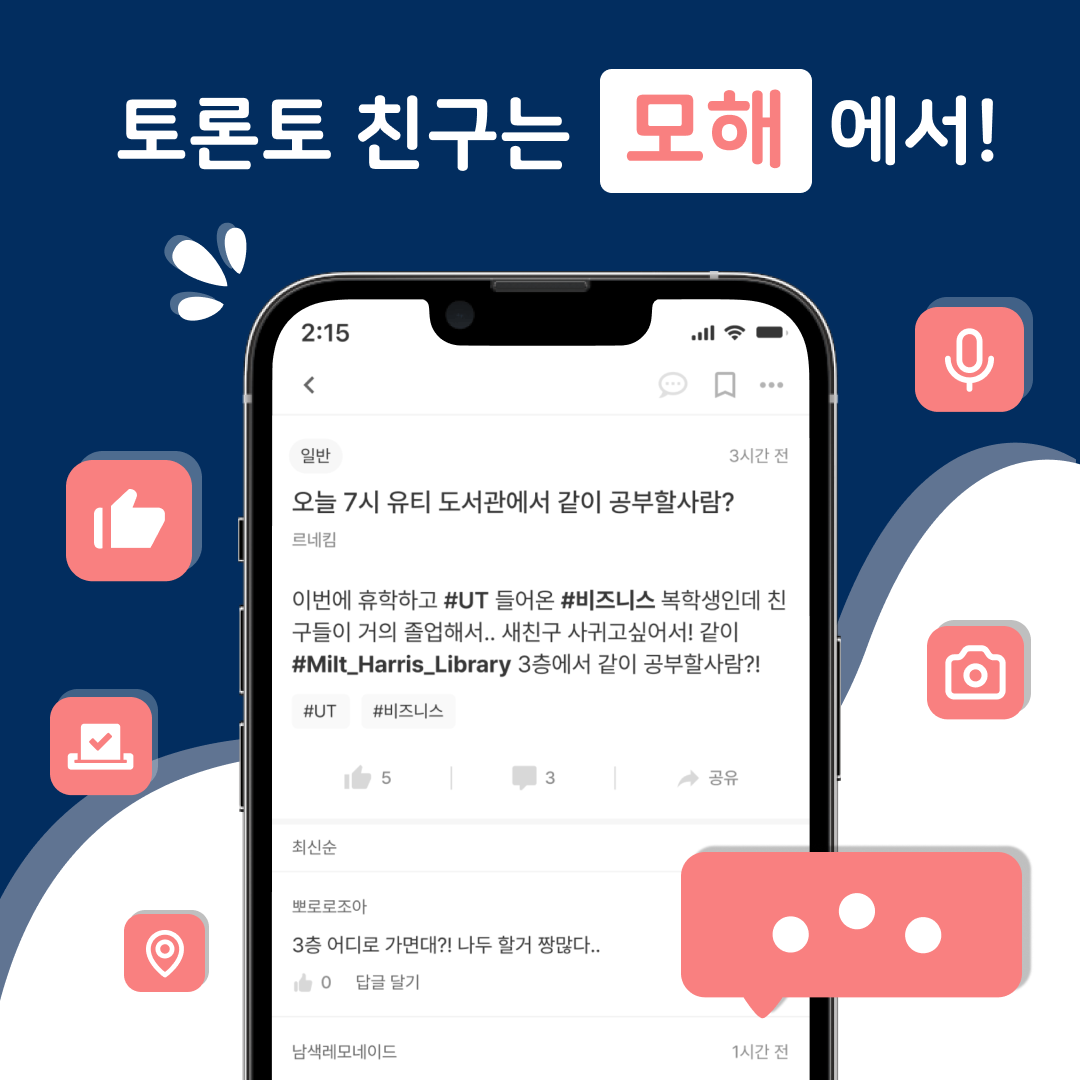 토론토 친구는 모해 에서!
2:15
일반
3시간 전
오늘 7시 유티 도서관에서 같이 공부할사람?
르네킴
이번에 휴학하고 #UT 들어온 #비즈니스 복학생인데 친
구들이 거의 졸업해서.. 새친구 사귀고싶어서! 같이
#Milt_Harris_Library 3층에서 같이 공부할사람?!
#UT #비즈니스
5 3 공유
최신순
뽀로로조아
3층 어디로 가면대?! 나두 할거 짱많다..
0 답글 달기
남색레모네이드
1시간 전